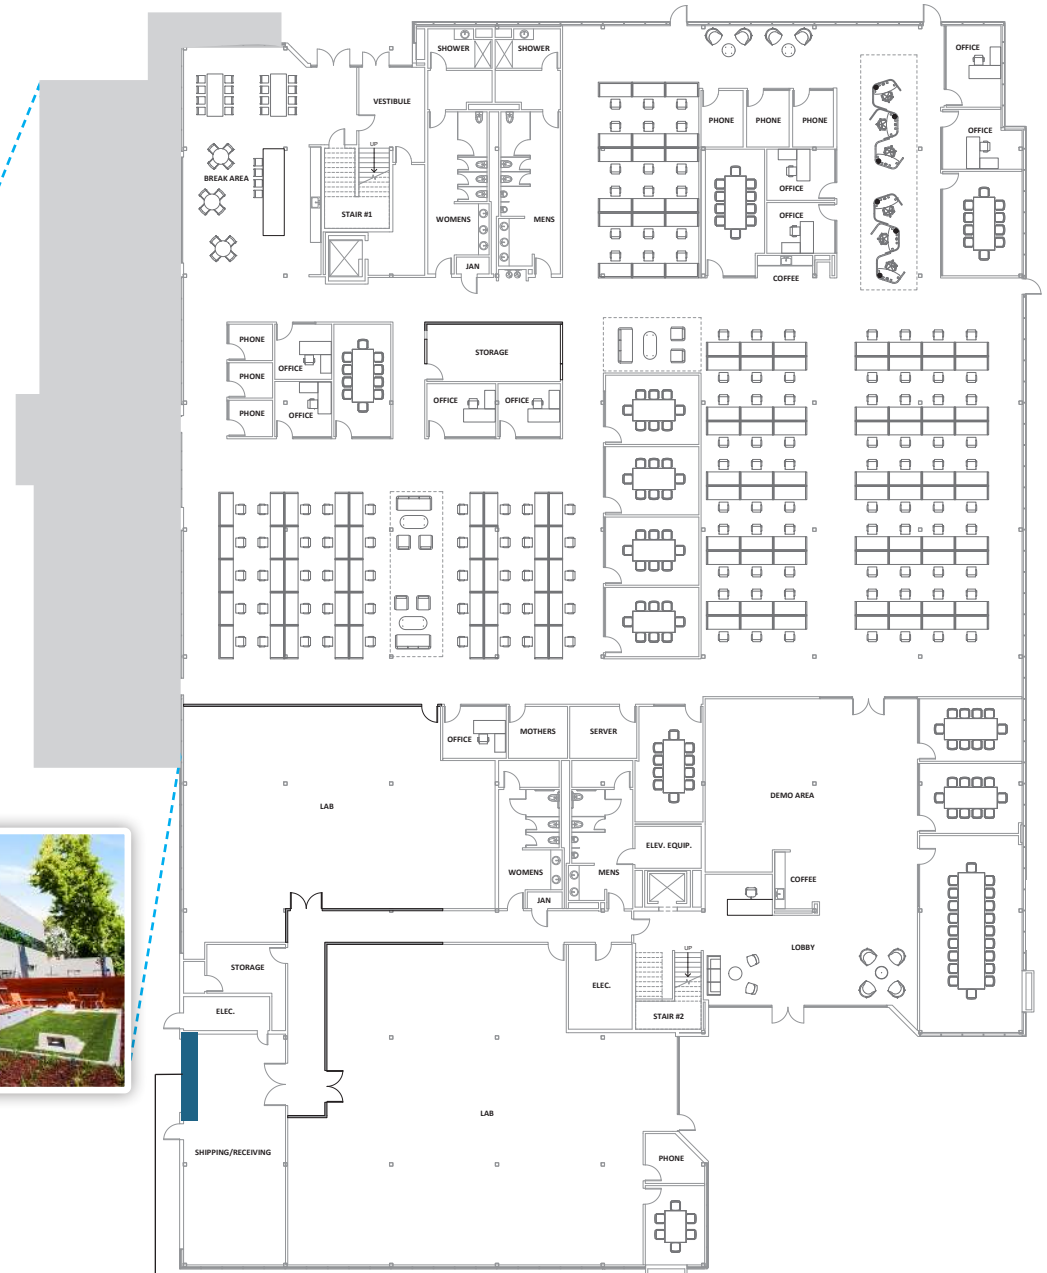 SHOWER
SHOWER
OFFICE
VESTIBULE
PHONE
PHONE
PHONE
OFFICE
UP
BREAK AREA
OFFICE
STAIR #1
WOMENS
MENS
OFFICE
JAN
COFFEE
PHONE
STORAGE
OFFICE
PHONE
OFFICE
OFFICE
PHONE
OFFICE
OFFICE
MOTHERS
SERVER
LAB
DEMO AREA
ELEV. EQUIP.
WOMENS
MENS
COFFEE
JAN
LOBBY
UP
STORAGE
ELEC.
ELEC.
STAIR #2
LAB
SHIPPING/RECEIVING
PHONE